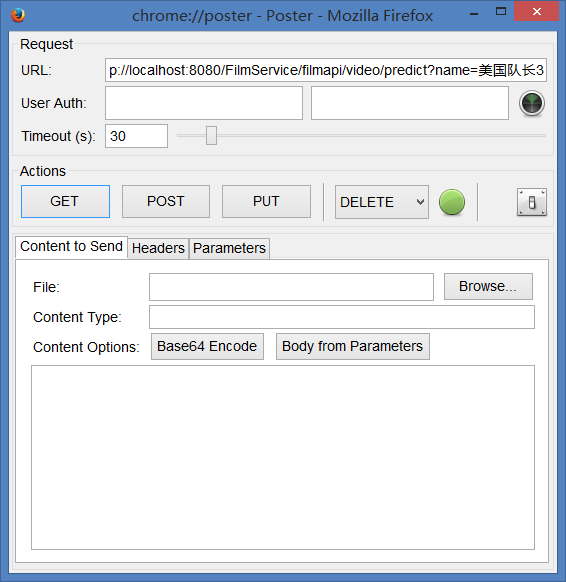 chrome://poster - Poster - Mozilla Firefox
Request
URL: p://localhost:8080/FilmService/filmapi/video/predict?name=美国队长3
User Auth:
Timeout (s): 30
Actions
GET POST PUT DELETE
Content to Send Headers Parameters
File: Browse...
Content Type:
Content Options: Base64 Encode Body from Parameters